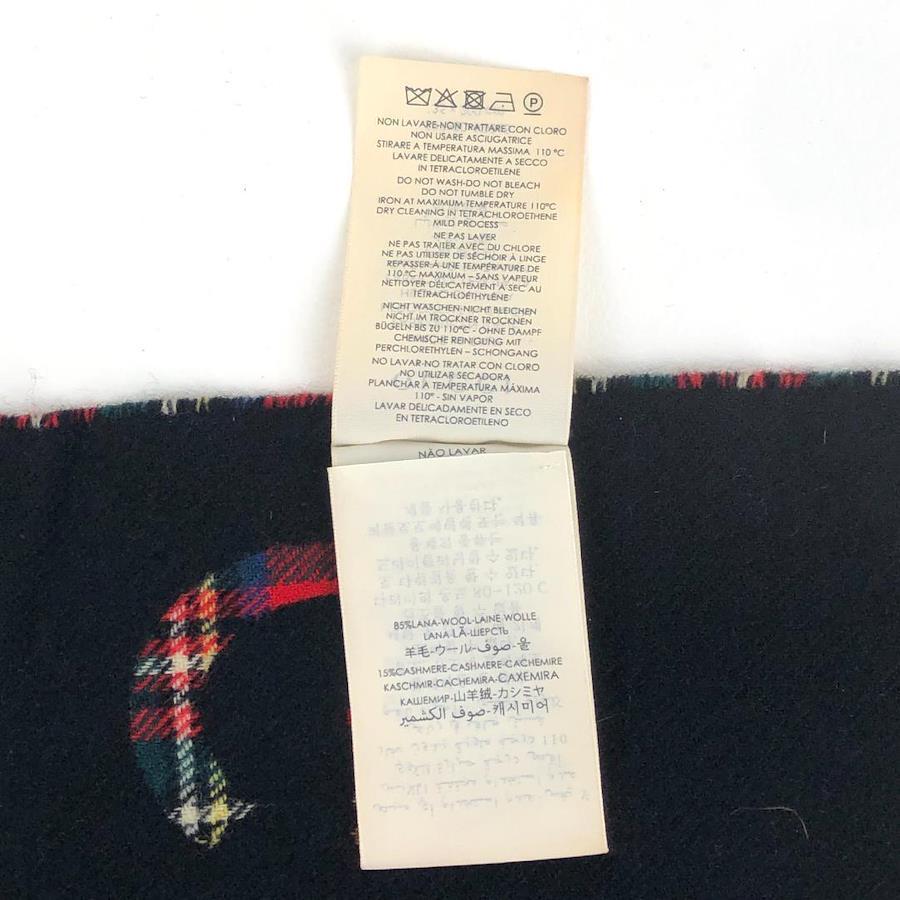 P
NON LAVARE-NON TRATTARE CON CLORO
NON USARE ASCIUGATRICE
STIRARE A TEMPERATURA MASSIMA 110 °C
LAVARE DELICATAMENTE A SECCO
IN TETRACLOROETILENE
DO NOT WASH-DO NOT BLEACH
DO NOT TUMBLE DRY
IRON AT MAXIMUM TEMPERATURE 110°C
DRY CLEANING IN TETRACHLOROETHENE
MILD PROCESS
NE PAS LAVER
NE PAS TRAITER AVEC DU CHLORE
NE PAS UTILISER DE SÉCHOIR À LINGE
REPASSER À UNE TEMPÉRATURE DE
110 °C MAXIMUM – SANS VAPEUR
NETTOYER DÉLICATEMENT À SEC AU
TÉTRACHLOÉTHYLÈNE
NICHT WASCHEN-NICHT BLEICHEN
NICHT IM TROCKNER TROCKNEN
BÜGELN BIS ZU 110°C - OHNE DAMPF
CHEMISCHE REINIGUNG MIT
PERCHLORETHYLEN – SCHONGANG
NO LAVAR-NO TRATAR CON CLORO
NO UTILIZAR SECADORA
PLANCHAR A TEMPERATURA MÁXIMA
110° - SIN VAPOR
LAVAR DELICADAMENTE EN SECO
EN TETRACLOROETILENO
NÃO LAVAR
85%LANA-WOOL-LAINE WOLLE
LANA-LÃ-ШЕРСТЬ
羊毛-ウール-صوف-울
15%CASHMERE-CASHMERE-CACHEMIRE
KASCHMIR-CACHEMIRA-CAXEMIRA
КАШЕМИР-山羊绒-カシミヤ
صوف الكشمير-캐시미어